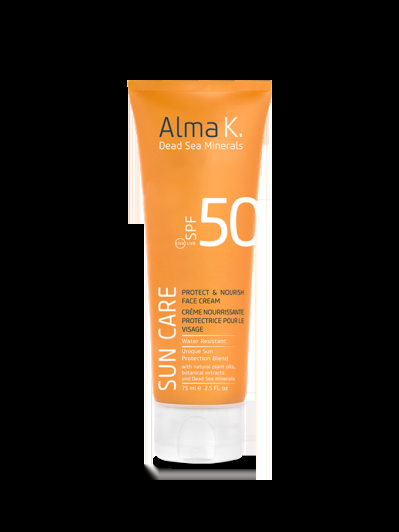 Alma K.
Dead Sea Minerals
SPF 50
UVA UVB
SUN CARE
PROTECT & NOURISH
FACE CREAM
CRÈME NOURRISSANTE
PROTECTRICE POUR LE
VISAGE
Water Resistant
Unique Sun
Protection Blend
with natural plant oils,
botanical extracts
and Dead Sea minerals
75 ml e 2.5 fl. oz